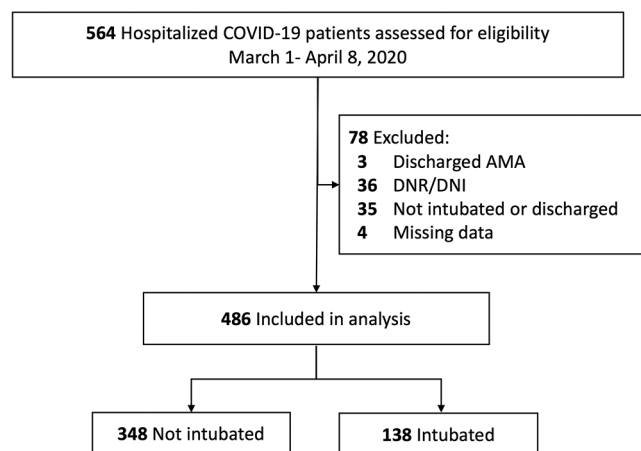 564 Hospitalized COVID-19 patients assessed for eligibility
March 1- April 8, 2020
78 Excluded:
3 Discharged AMA
36 DNR/DNI
35 Not intubated or discharged
4 Missing data
486 Included in analysis
348 Not intubated
138 Intubated